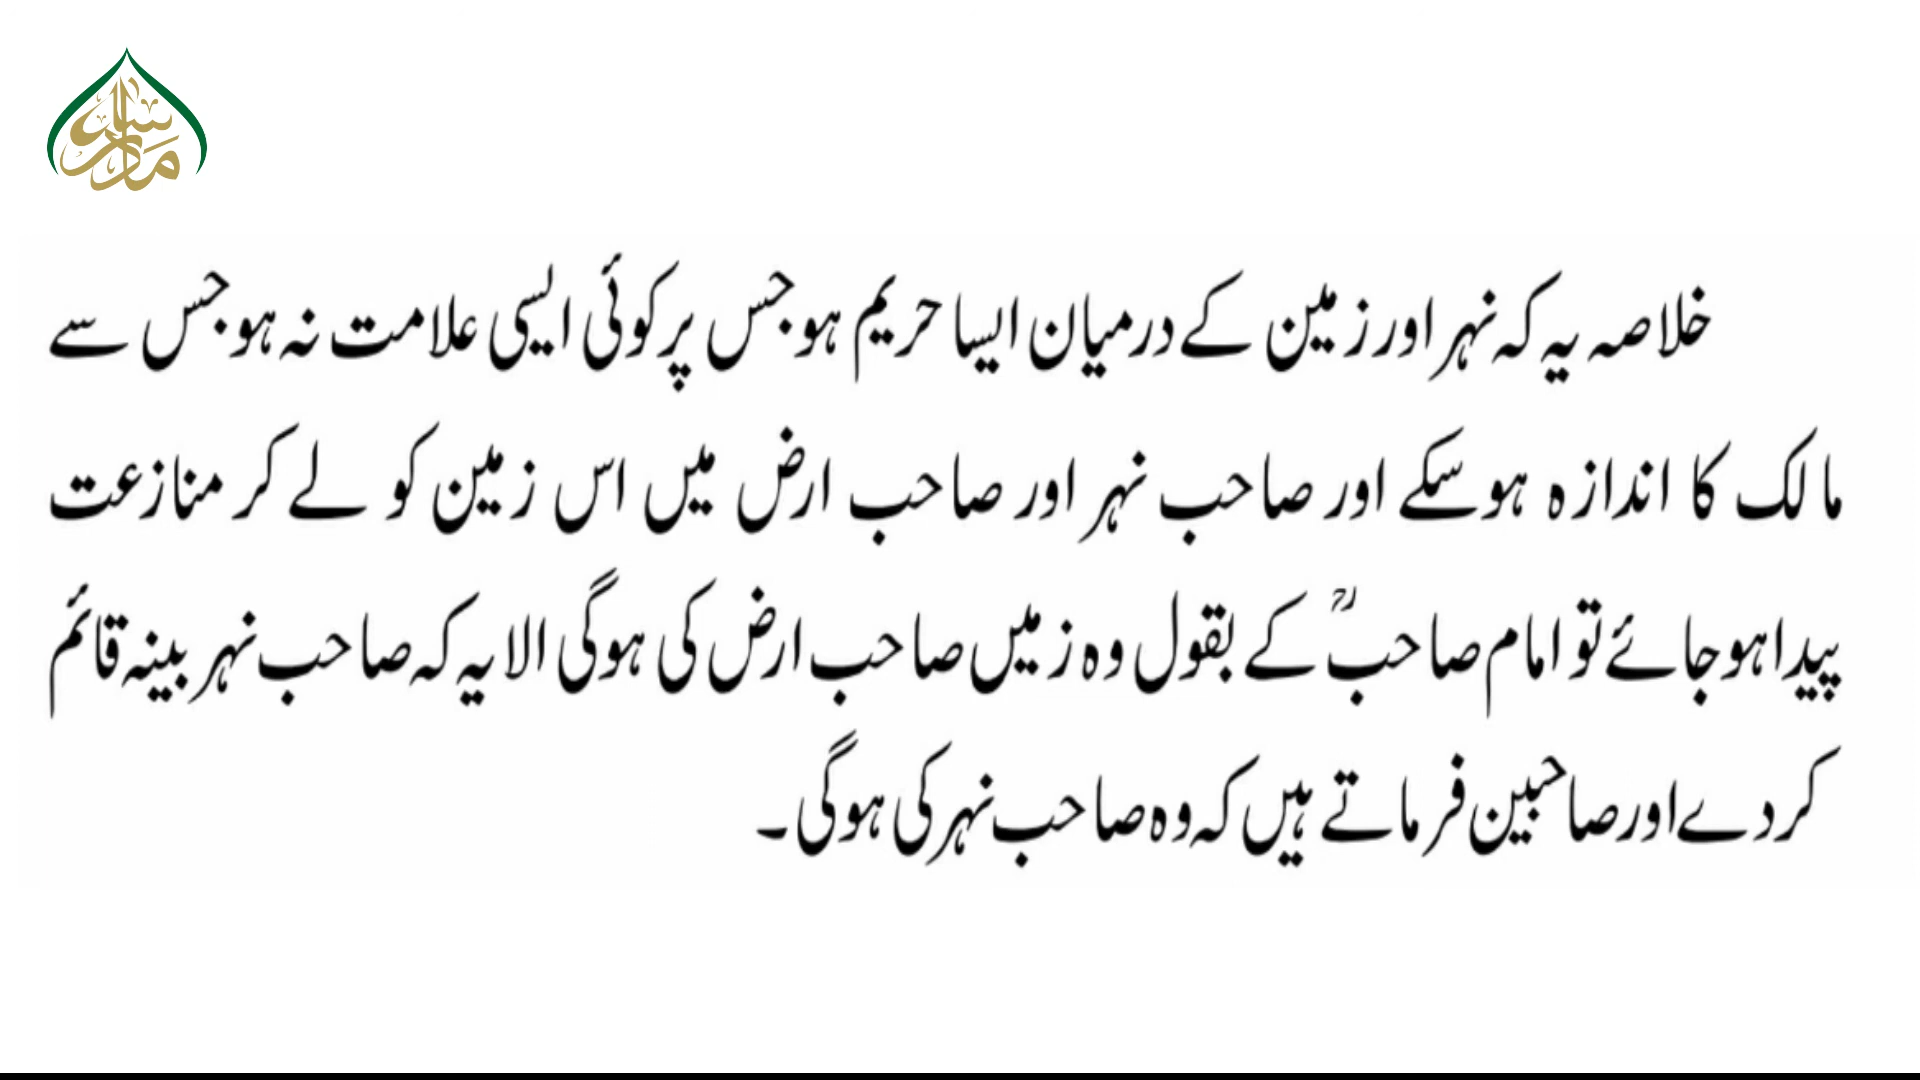 خلاصہ یہ کہ نہر اور زمین کے درمیان ایسا حریم ہو جس پر کوئی ایسی علامت نہ ہو جس سے
مالک کا اندازہ ہوسکے اور صاحب نہر اور صاحب ارض میں اس زمین کو لے کر منازعت
پیدا ہوجائے تو امام صاحبؒ کے بقول وہ زمیں صاحب ارض کی ہوگی الا یہ کہ صاحب نہر بینہ قائم
کردے اور صاحبین فرماتے ہیں کہ وہ صاحب نہر کی ہوگی۔